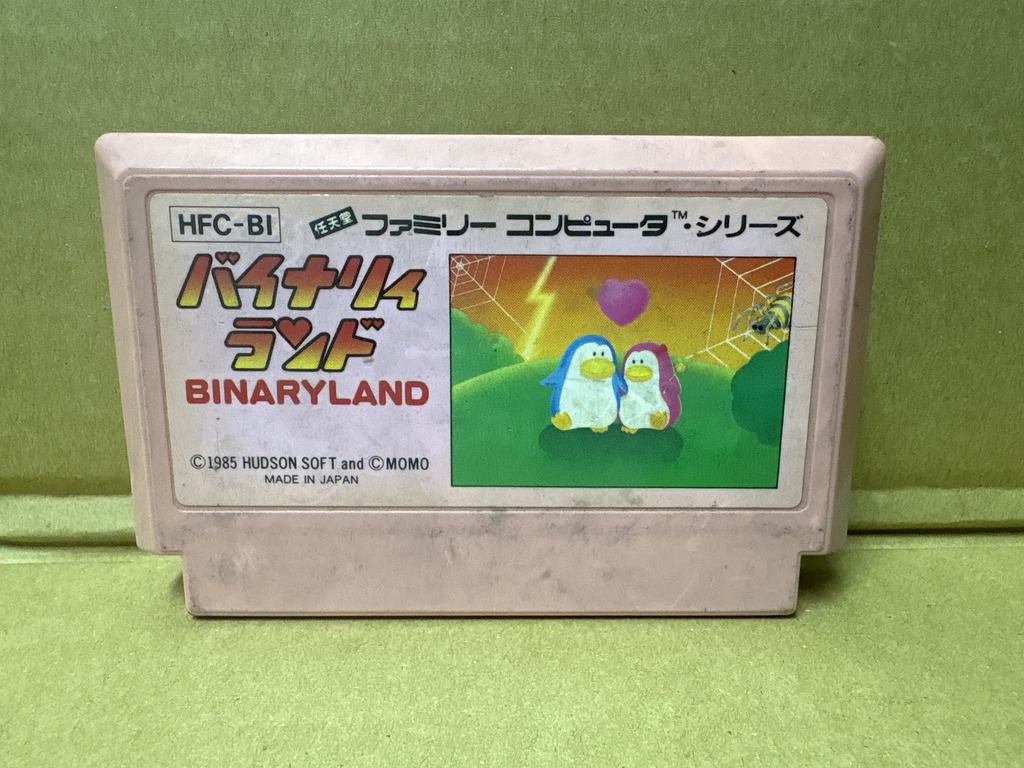 HFC-BI
任天堂 ファミリー コンピュータ™・シリーズ
バイナリィ
ランド
BINARYLAND
©1985 HUDSON SOFT and ©MOMO
MADE IN JAPAN